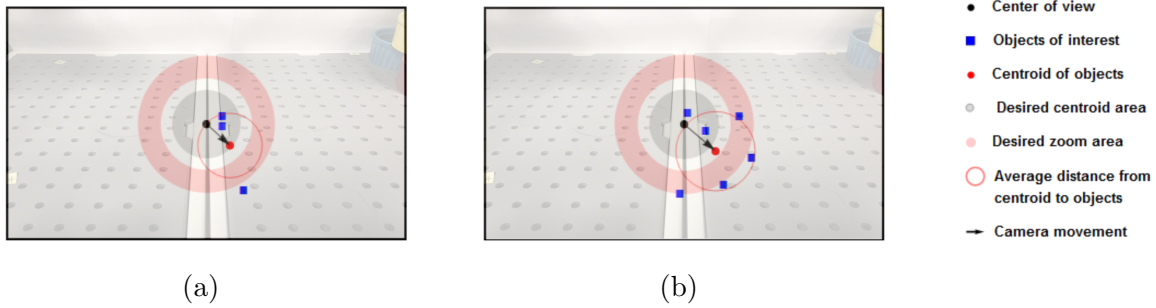 Center of view
Objects of interest
Centroid of objects
Desired centroid area
Desired zoom area
Average distance from
centroid to objects
Camera movement
(a)
(b)